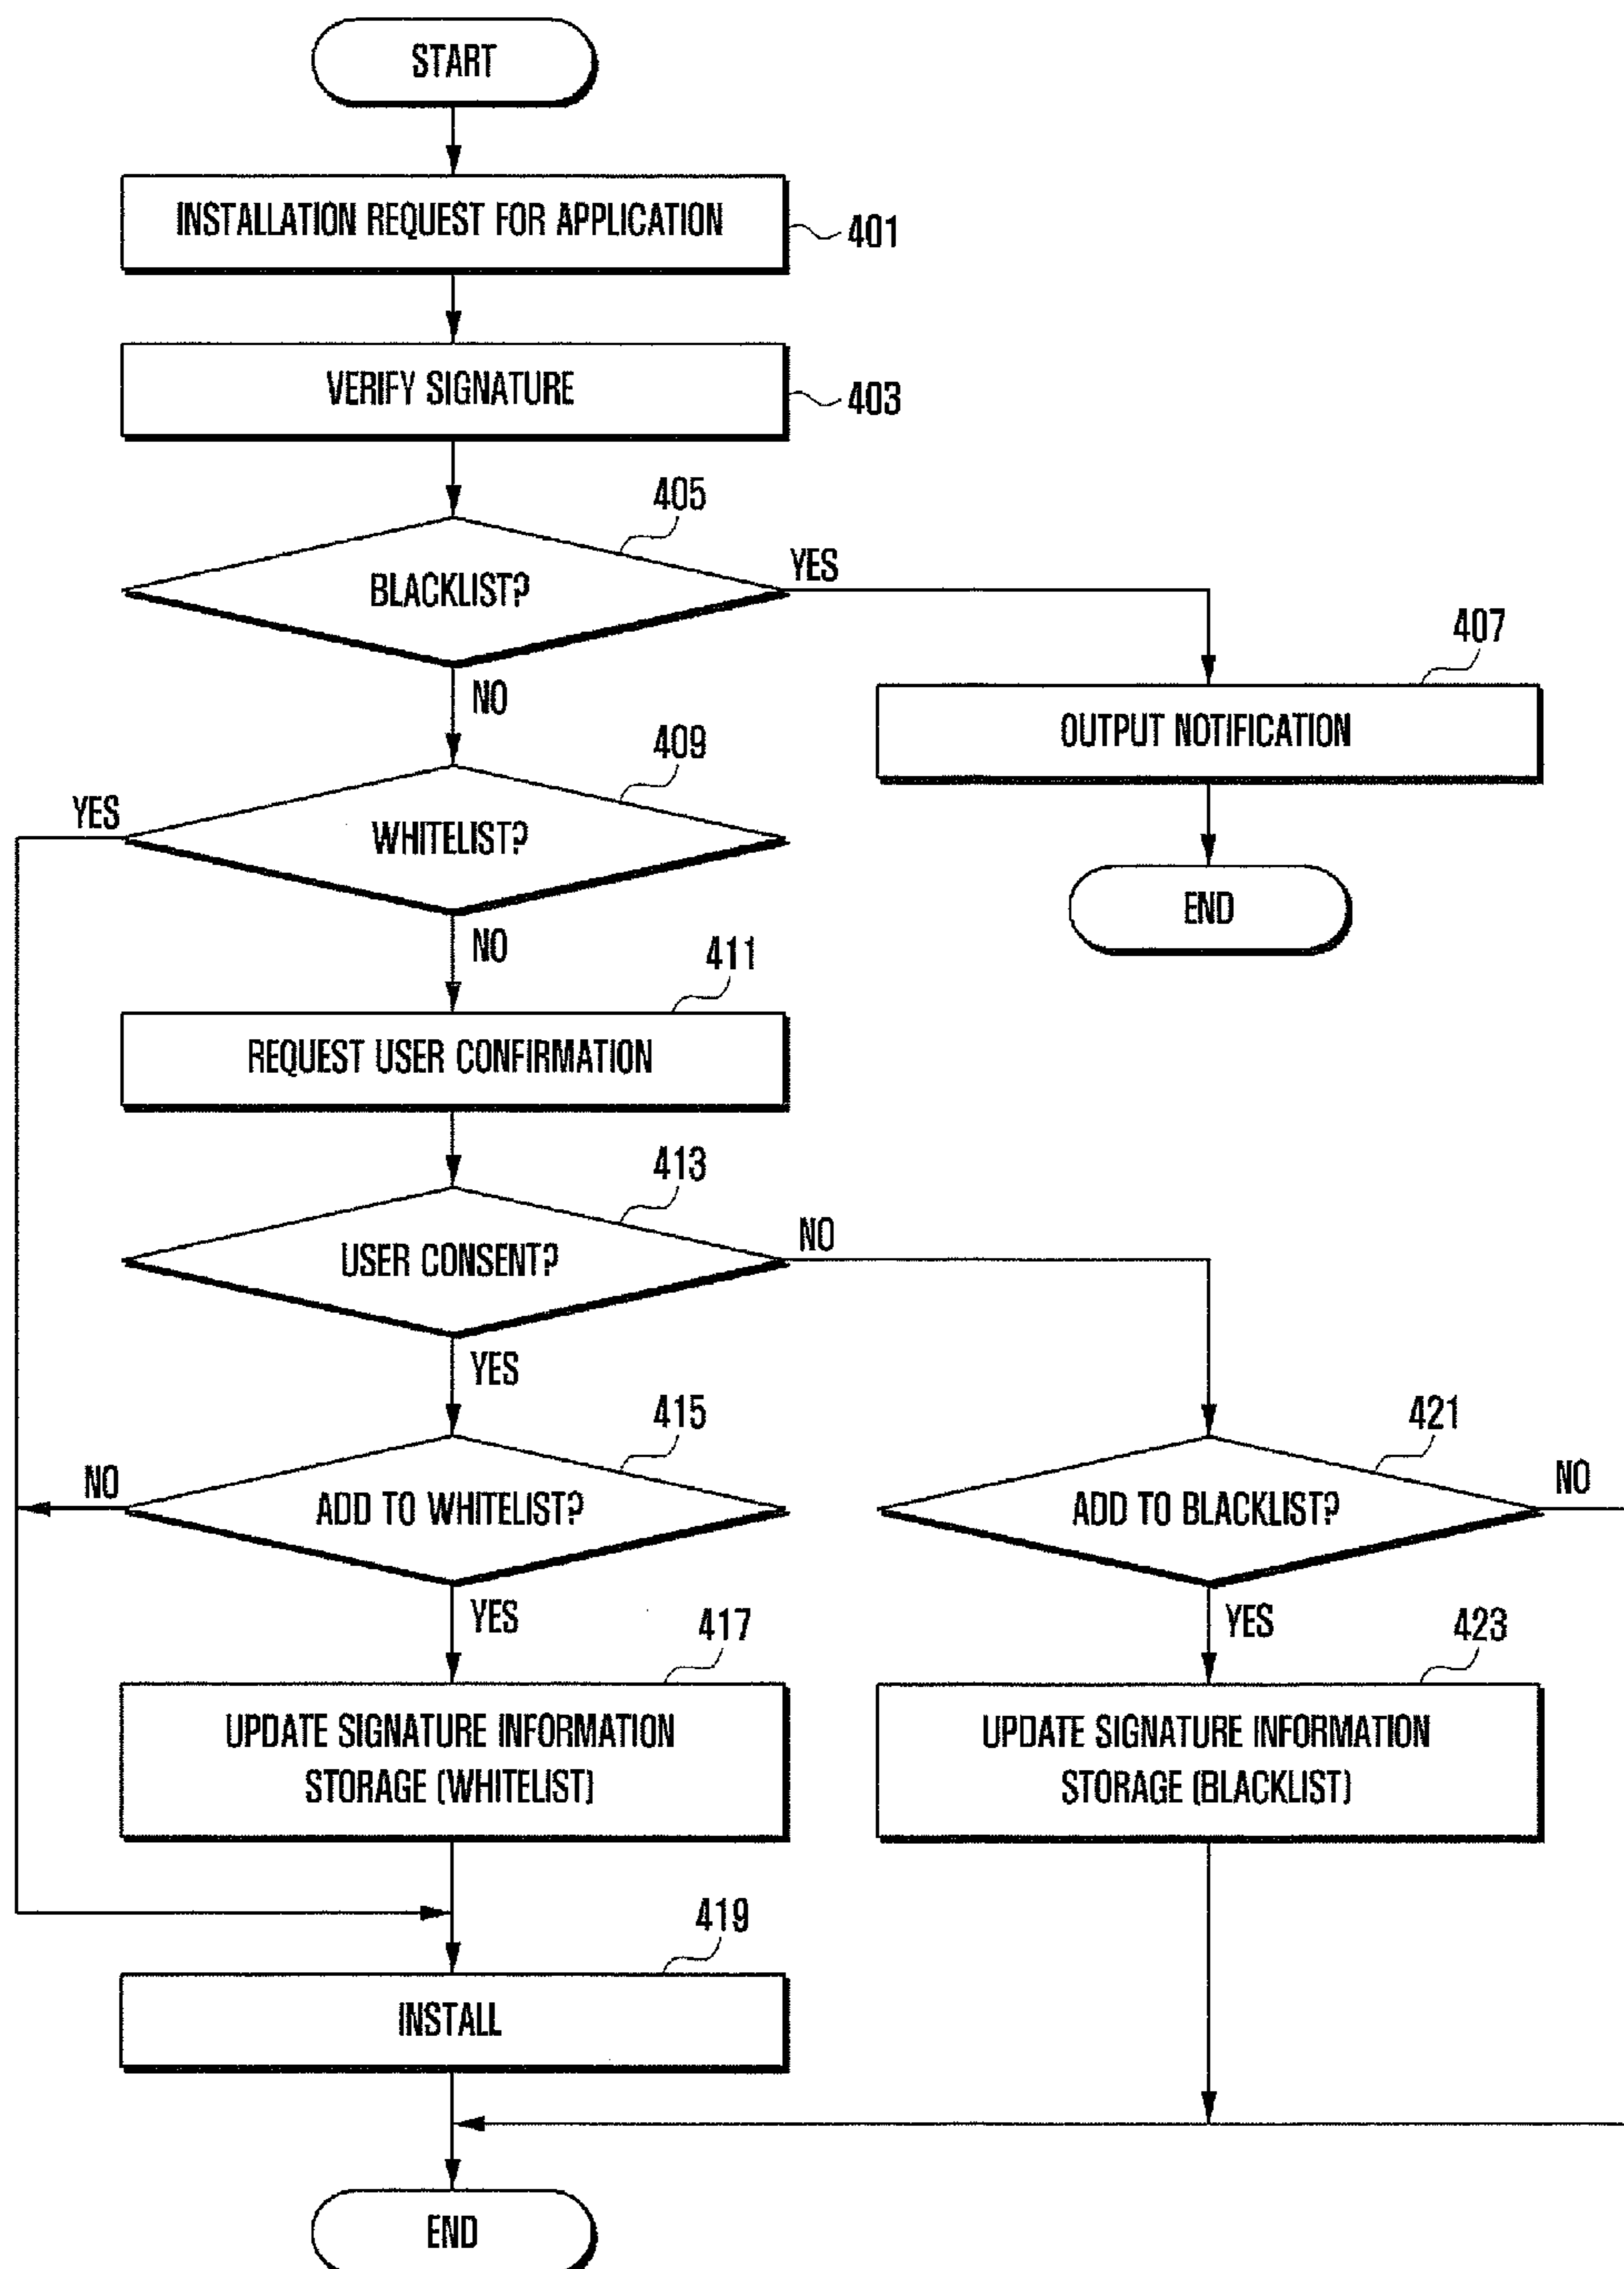 START
INSTALLATION REQUEST FOR APPLICATION
401
VERIFY SIGNATURE
403
405
BLACKLIST?
YES
NO
407
OUTPUT NOTIFICATION
END
409
YES
WHITELIST?
NO
411
REQUEST USER CONFIRMATION
413
USER CONSENT?
NO
YES
415
NO
ADD TO WHITELIST?
YES
421
ADD TO BLACKLIST?
NO
YES
417
UPDATE SIGNATURE INFORMATION
STORAGE (WHITELIST)
423
UPDATE SIGNATURE INFORMATION
STORAGE (BLACKLIST)
419
INSTALL
END